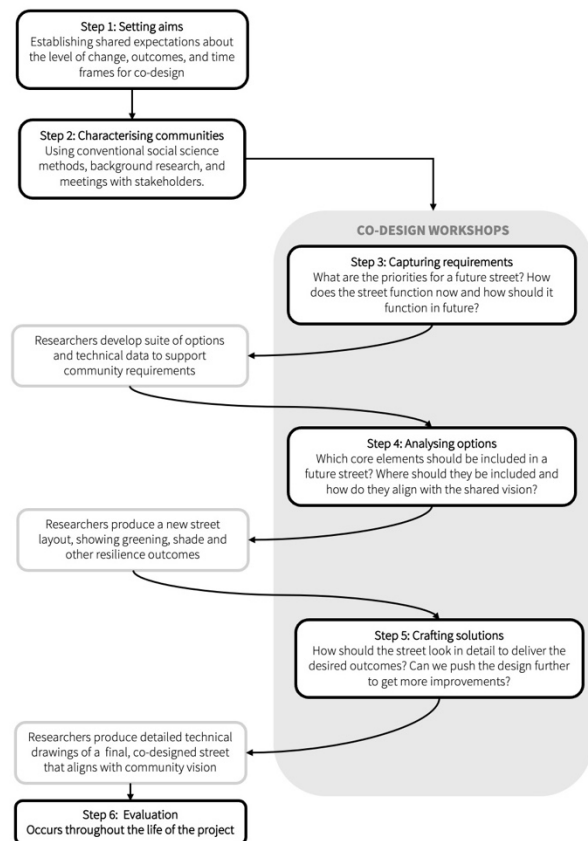 Step 1: Setting aims
Establishing shared expectations about
the level of change, outcomes, and time
frames for co-design
Step 2: Characterising communities
Using conventional social science
methods, background research, and
meetings with stakeholders.
CO-DESIGN WORKSHOPS
Step 3: Capturing requirements
What are the priorities for a future street? How
does the street function now and how should it
function in future?
Researchers develop suite of options
and technical data to support
community requirements
Step 4: Analysing options
Which core elements should be included in a
future street? Where should they be included and
how do they align with the shared vision?
Researchers produce a new street
layout, showing greening, shade and
other resilience outcomes
Step 5: Crafting solutions
How should the street look in detail to deliver the
desired outcomes? Can we push the design further
to get more improvements?
Researchers produce detailed technical
drawings of a final, co-designed street
that aligns with community vision
Step 6: Evaluation
Occurs throughout the life of the project